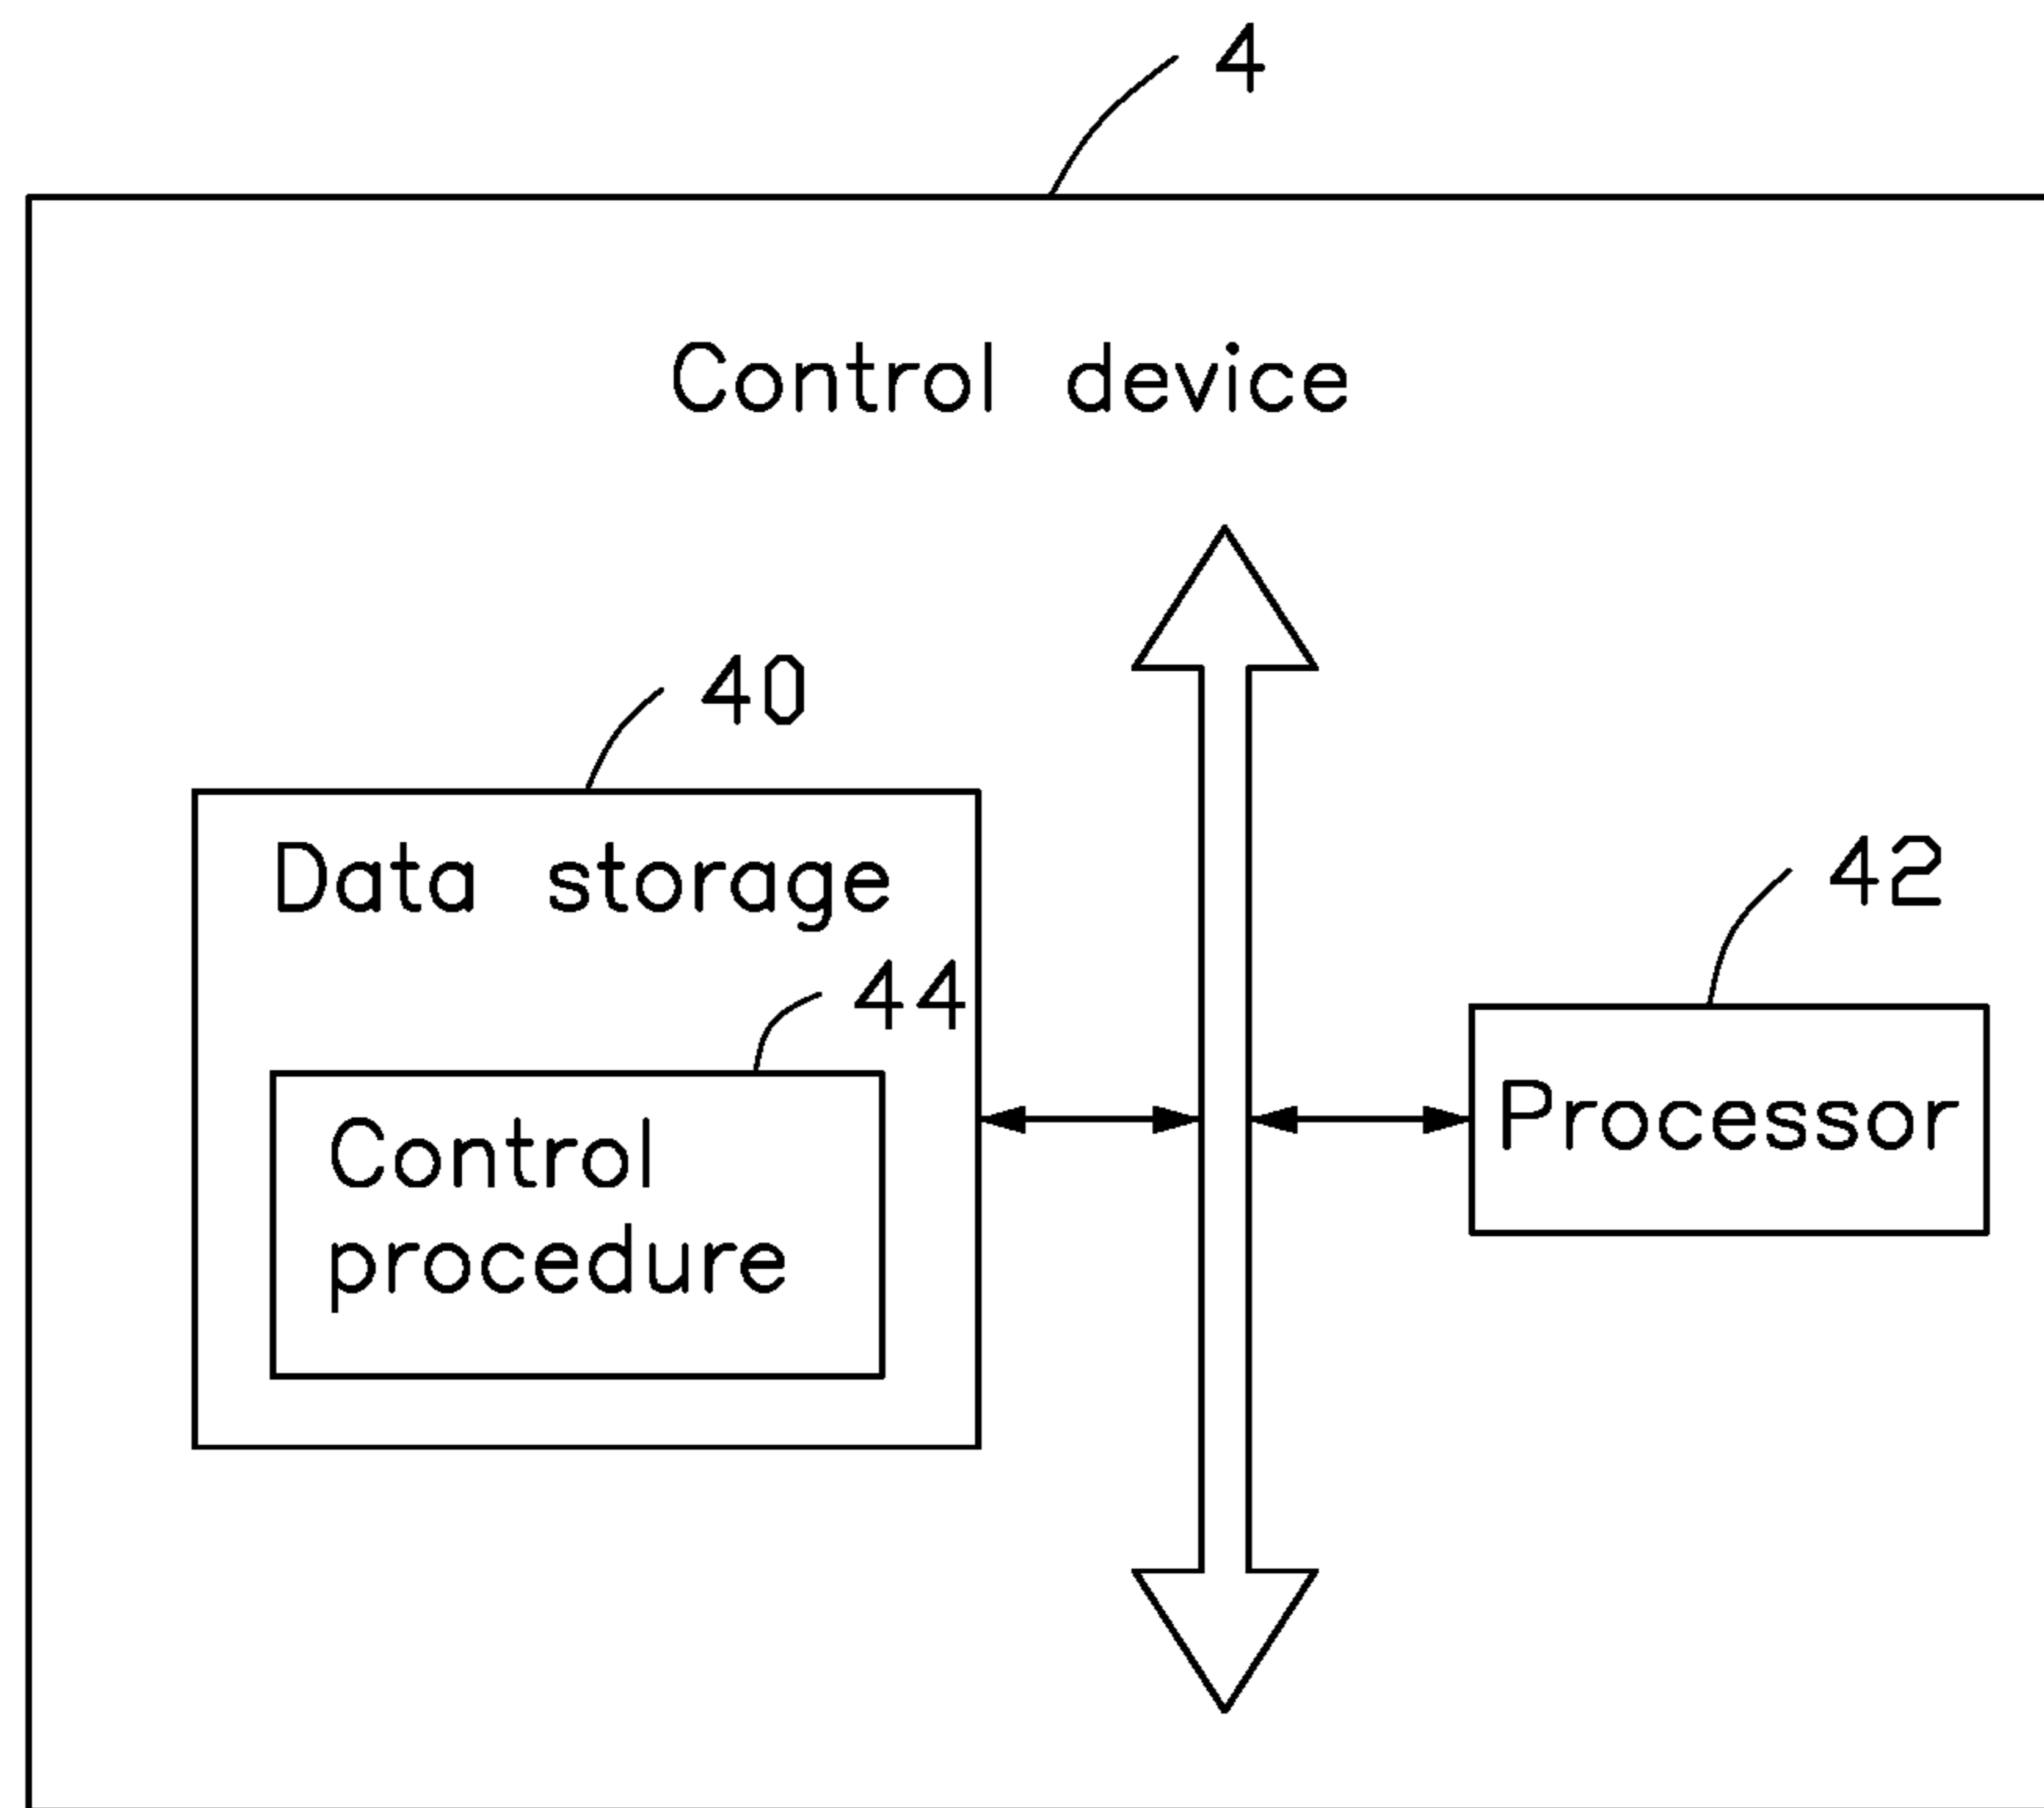 4
Control device
40
Data storage
42
44
Control
procedure
Processor